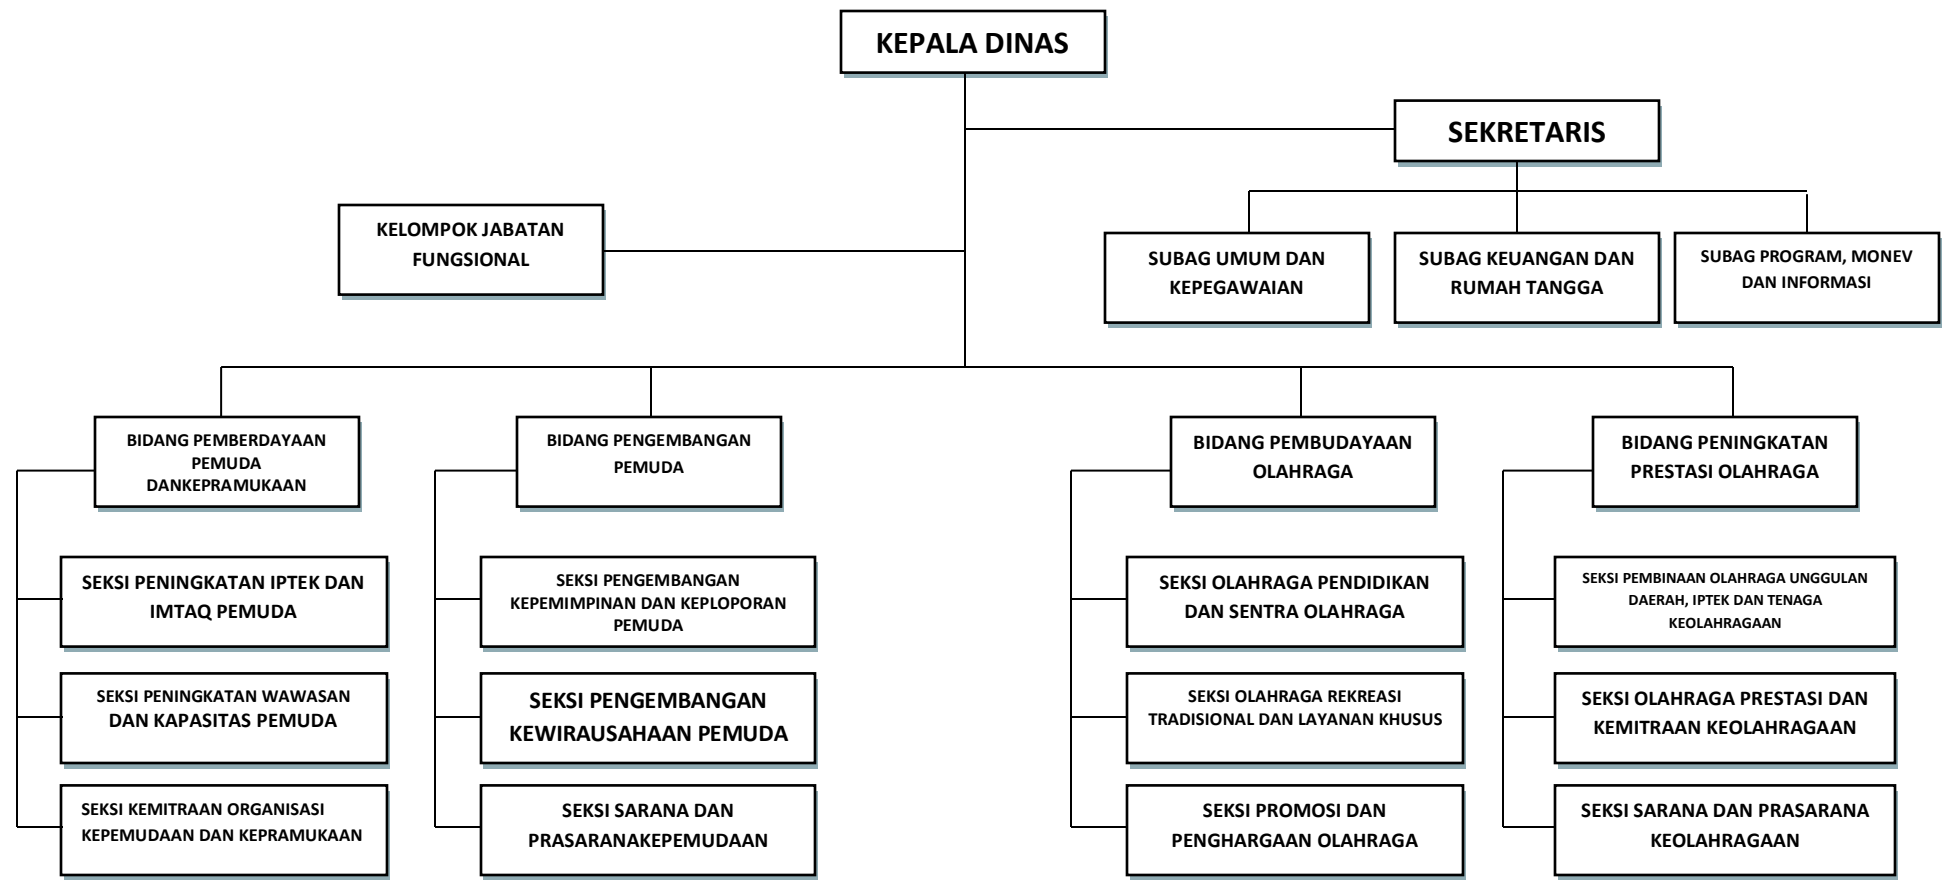 KEPALA DINAS
SEKRETARIS
KELOMPOK JABATAN
FUNGSIONAL
SUBAG UMUM DAN
KEPEGAWAIAN
SUBAG KEUANGAN DAN
RUMAH TANGGA
SUBAG PROGRAM, MONEV
DAN INFORMASI
BIDANG PEMBERDAYAAN
PEMUDA
DANKEPRAMUKAAN
BIDANG PENGEMBANGAN
PEMUDA
BIDANG PEMBUDAYAAN
OLAHRAGA
BIDANG PENINGKATAN
PRESTASI OLAHRAGA
SEKSI PENINGKATAN IPTEK DAN
IMTAQ PEMUDA
SEKSI PENGEMBANGAN
KEPEMIMPINAN DAN KEPLOPORAN
PEMUDA
SEKSI OLAHRAGA PENDIDIKAN
DAN SENTRA OLAHRAGA
SEKSI PEMBINAAN OLAHRAGA UNGGULAN
DAERAH, IPTEK DAN TENAGA
KEOLAHRAGAAN
SEKSI PENINGKATAN WAWASAN
DAN KAPASITAS PEMUDA
SEKSI PENGEMBANGAN
KEWIRAUSAHAAN PEMUDA
SEKSI OLAHRAGA REKREASI
TRADISIONAL DAN LAYANAN KHUSUS
SEKSI OLAHRAGA PRESTASI DAN
KEMITRAAN KEOLAHRAGAAN
SEKSI KEMITRAAN ORGANISASI
KEPEMUDAAN DAN KEPRAMUKAAN
SEKSI SARANA DAN
PRASARANAKEPEMUDAAN
SEKSI PROMOSI DAN
PENGHARGAAN OLAHRAGA
SEKSI SARANA DAN PRASARANA
KEOLAHRAGAAN